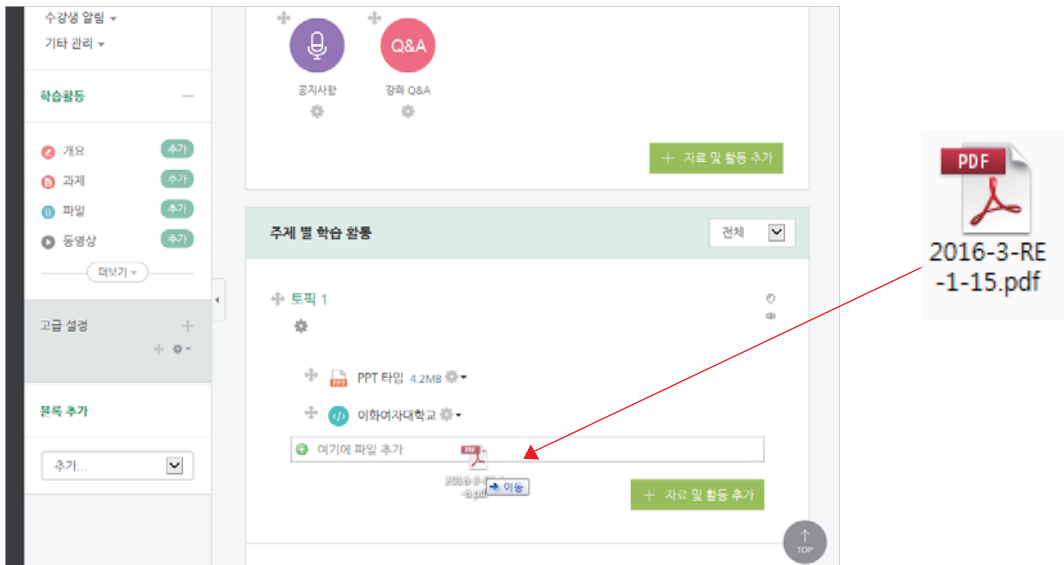 수강생 알림
기타 관리
학습활동
개요 추가
과제 추가
파일 추가
동영상 추가
더보기
고급 설정
블록 추가
추가...
Q&A
공지사항
강좌 Q&A
+ 자료 및 활동 추가
주제 별 학습 활동
전체
토픽 1
PPT 타입 4.2MB
이화여자대학교
여기에 파일 추가
PDF
이동
+ 자료 및 활동 추가
TOP
PDF
2016-3-RE
-1-15.pdf